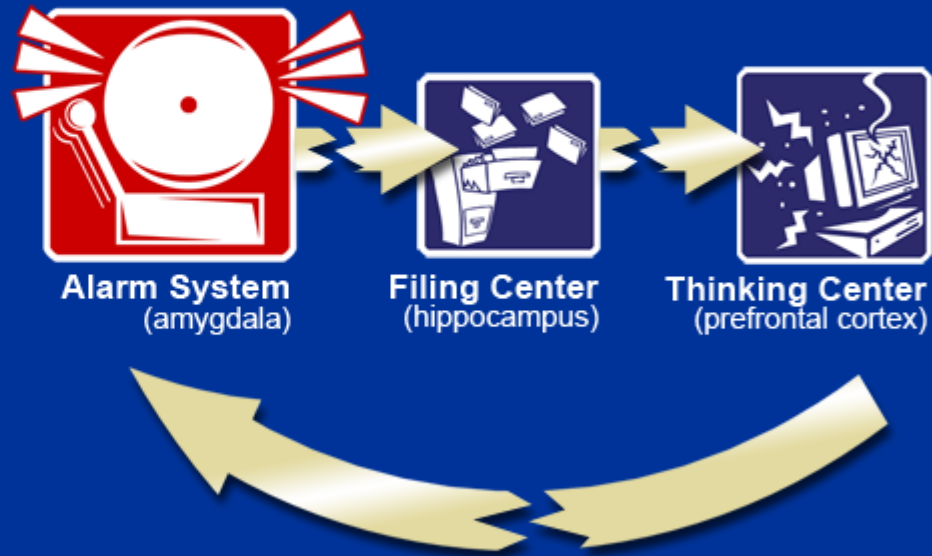 Alarm System
(amygdala)
Filing Center
(hippocampus)
Thinking Center
(prefrontal cortex)